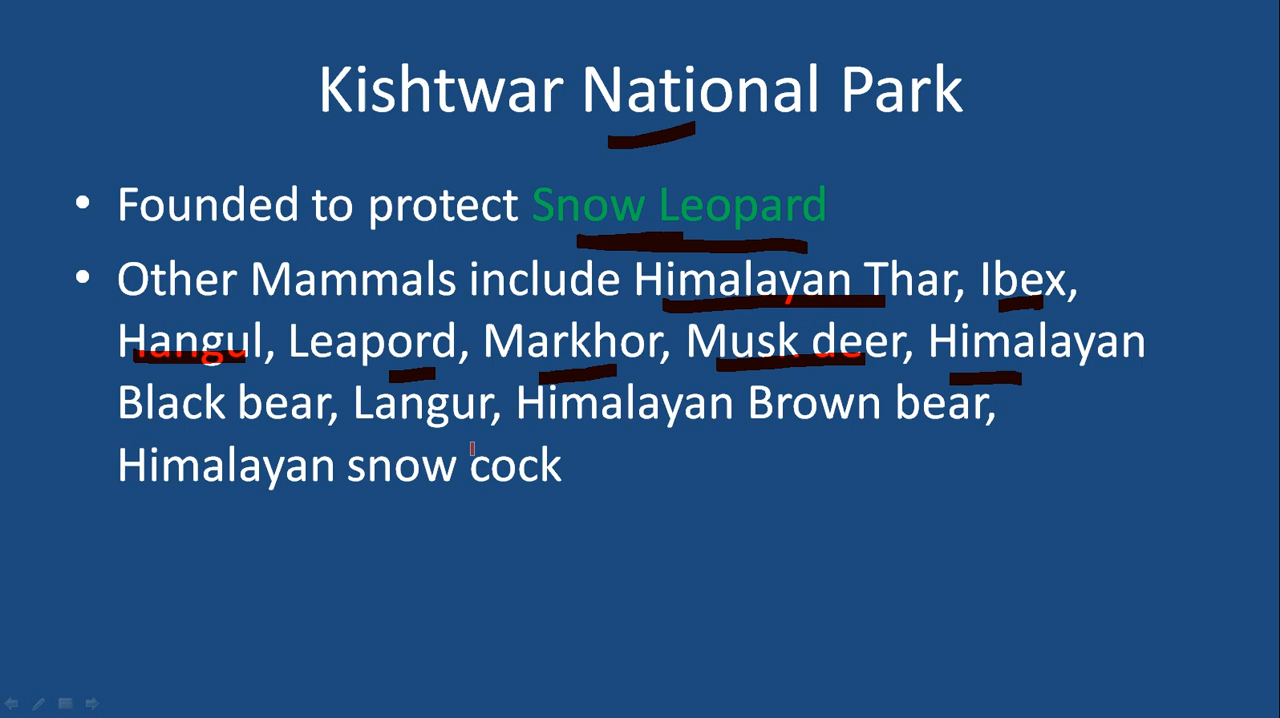 Kishtwar National Park
• Founded to protect Snow Leopard
• Other Mammals include Himalayan Thar, Ibex,
Hangul, Leapord, Markhor, Musk deer, Himalayan
Black bear, Langur, Himalayan Brown bear,
Himalayan snow cock